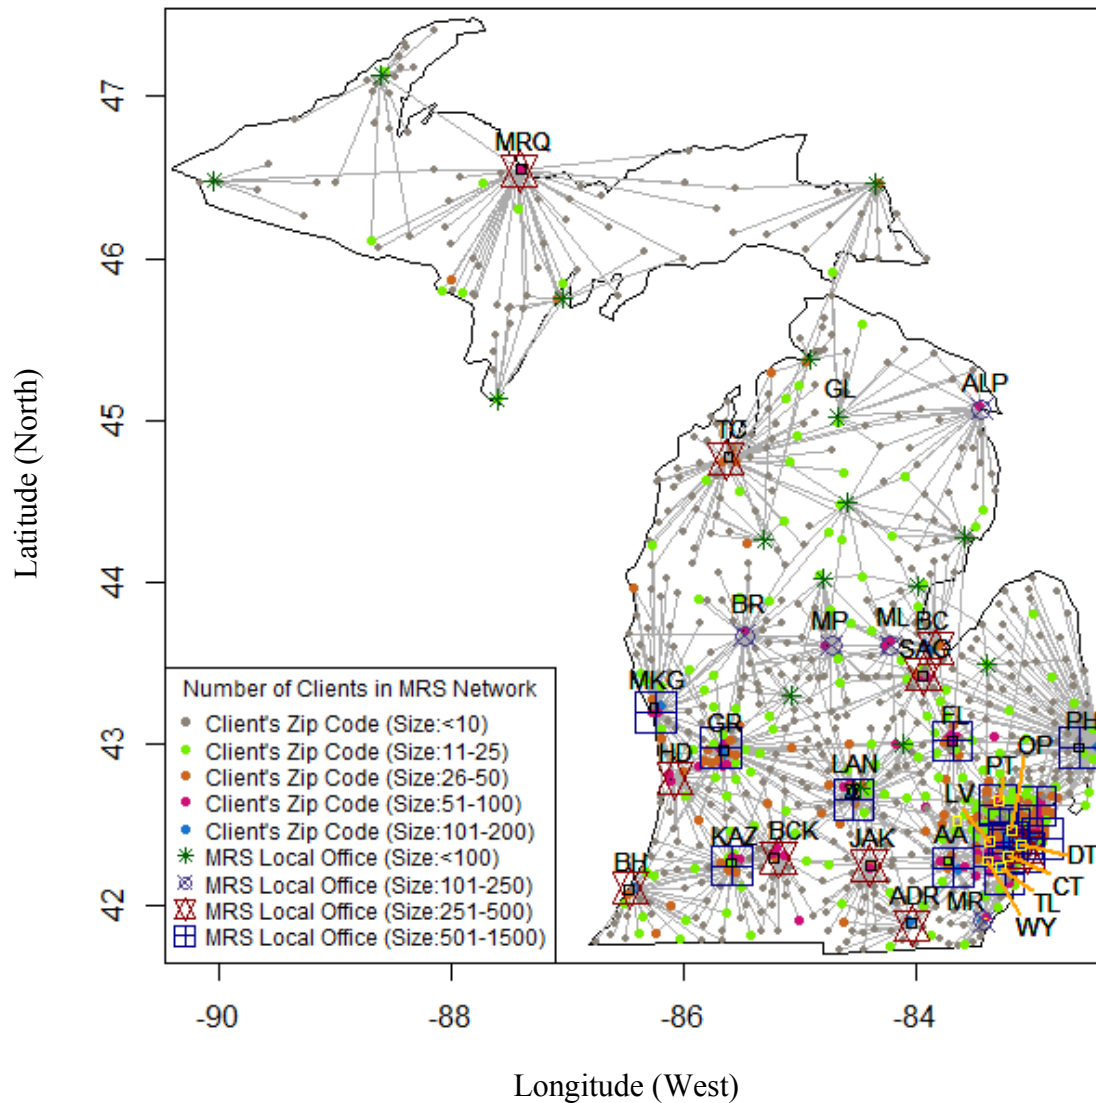 47
MRQ
46
Latitude (North)
45
GL
ALP
TC
44
BR
MP
ML
BC
SAG
Number of Clients in MRS Network
Client's Zip Code (Size:<10)
Client's Zip Code (Size:11-25)
Client's Zip Code (Size:26-50)
Client's Zip Code (Size:51-100)
Client's Zip Code (Size:101-200)
MRS Local Office (Size:<100)
MRS Local Office (Size:101-250)
MRS Local Office (Size:251-500)
MRS Local Office (Size:501-1500)
MKG
43
GR
FL
OP
PH
HD
LAN
PT
LV
KAZ
BCK
JAK
AA
DT
BH
CT
42
ADR
MR
TL
WY
-90
-88
-86
-84
Longitude (West)